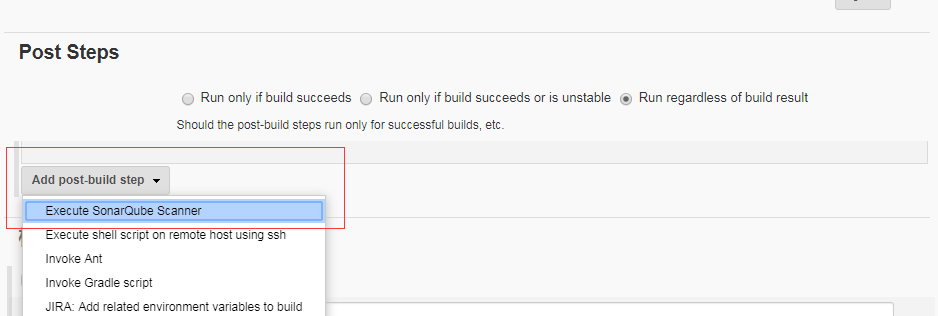 Post Steps
Run only if build succeeds Run only if build succeeds or is unstable Run regardless of build result
Should the post-build steps run only for successful builds, etc.
Add post-build step
Execute SonarQube Scanner
Execute shell script on remote host using ssh
Invoke Ant
Invoke Gradle script
JIRA: Add related environment variables to build